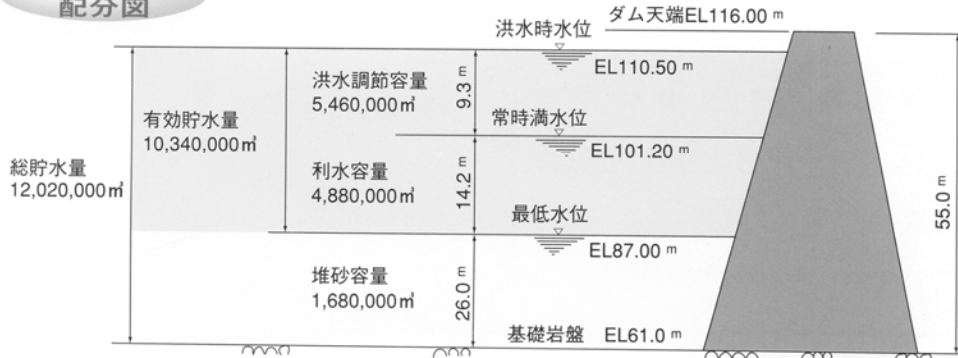 配分図
ダム天端EL116.00 m
洪水時水位
EL110.50 m
洪水調節容量
5,460,000㎥
9.3 m
有効貯水量
10,340,000㎥
常時満水位
EL101.20 m
総貯水量
12,020,000㎥
利水容量
4,880,000㎥
14.2 m
最低水位
EL87.00 m
堆砂容量
1,680,000㎥
26.0 m
55.0 m
基礎岩盤 EL61.0 m